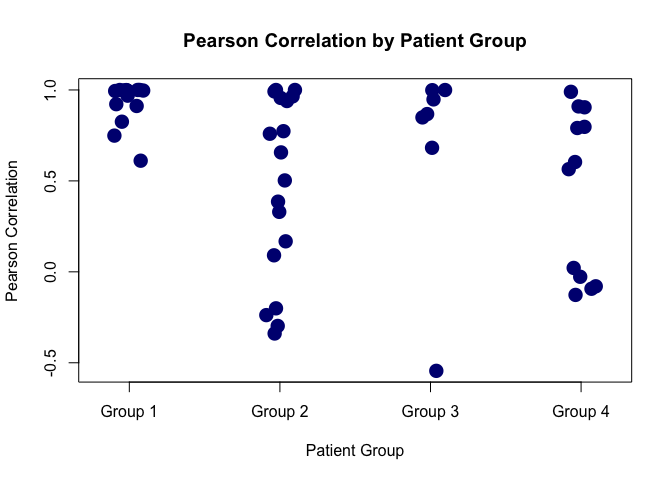 Pearson Correlation by Patient Group
Pearson Correlation
1.0
0.5
0.0
-0.5
Group 1
Group 2
Group 3
Group 4
Patient Group